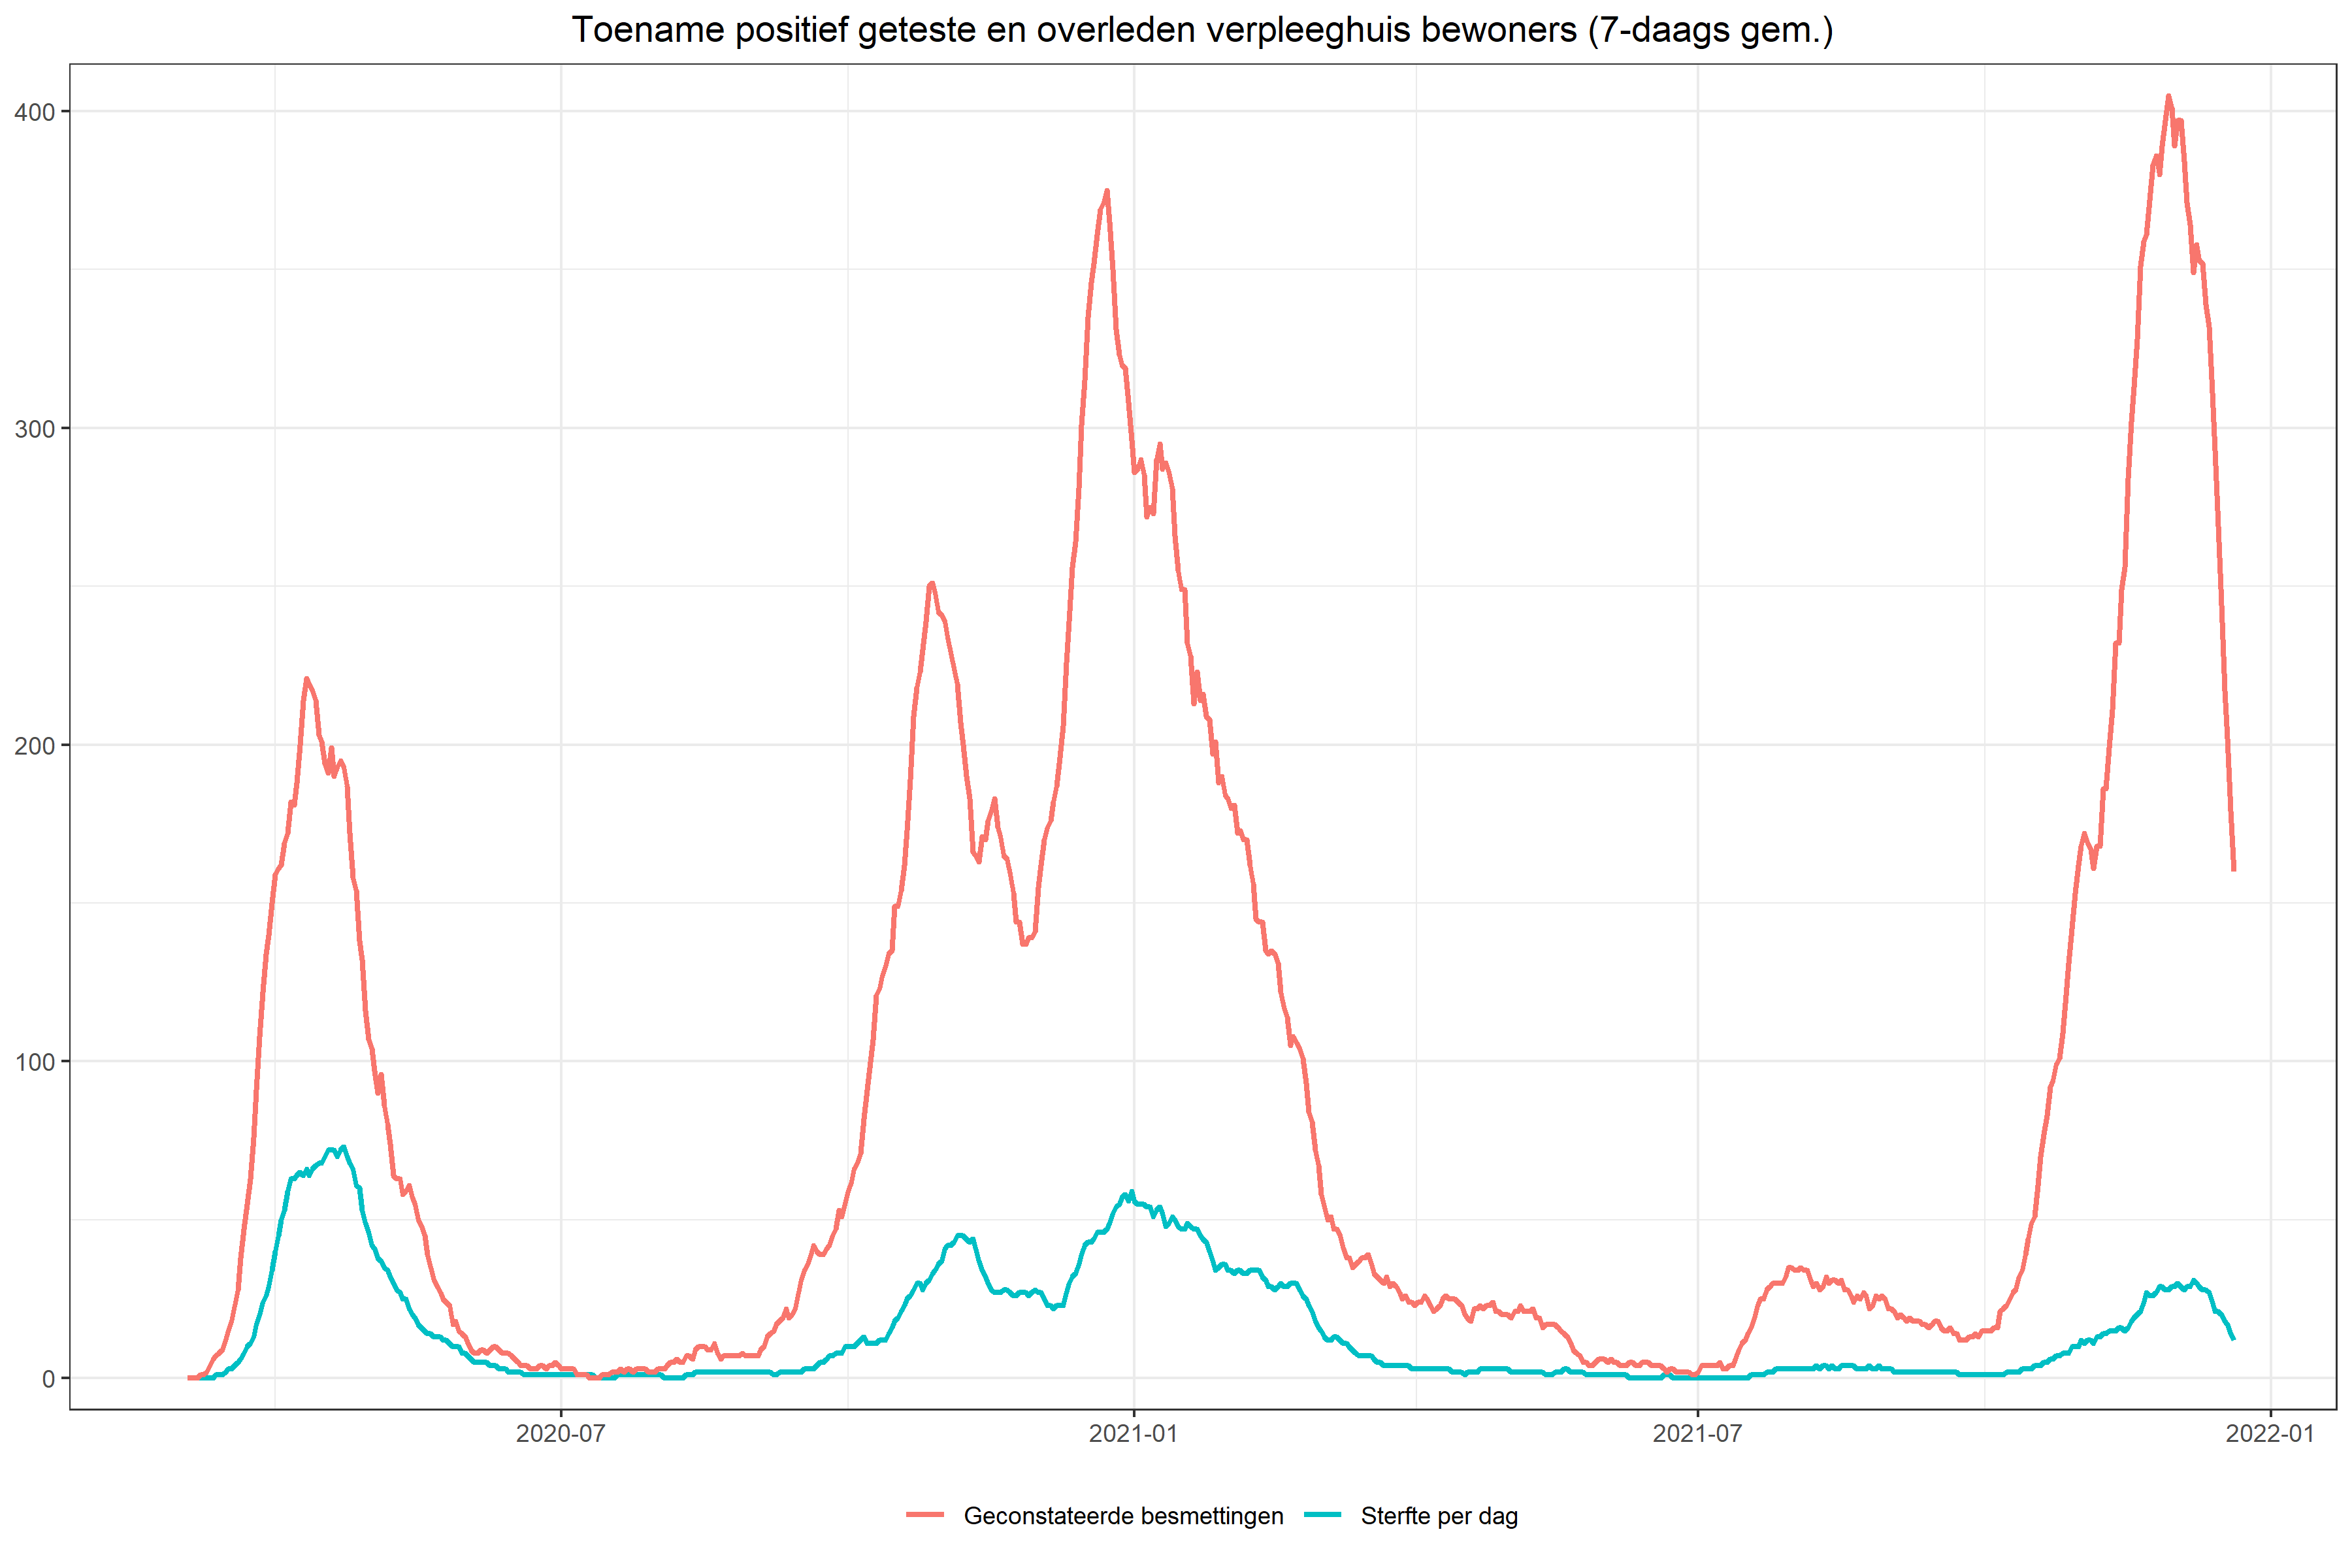 Toename positief geteste en overleden verpleeghuis bewoners (7-daags gem.)
400
300
200
100
0
2020-07 2021-01 2021-07 2022-01
Geconstateerde besmettingen Sterfte per dag